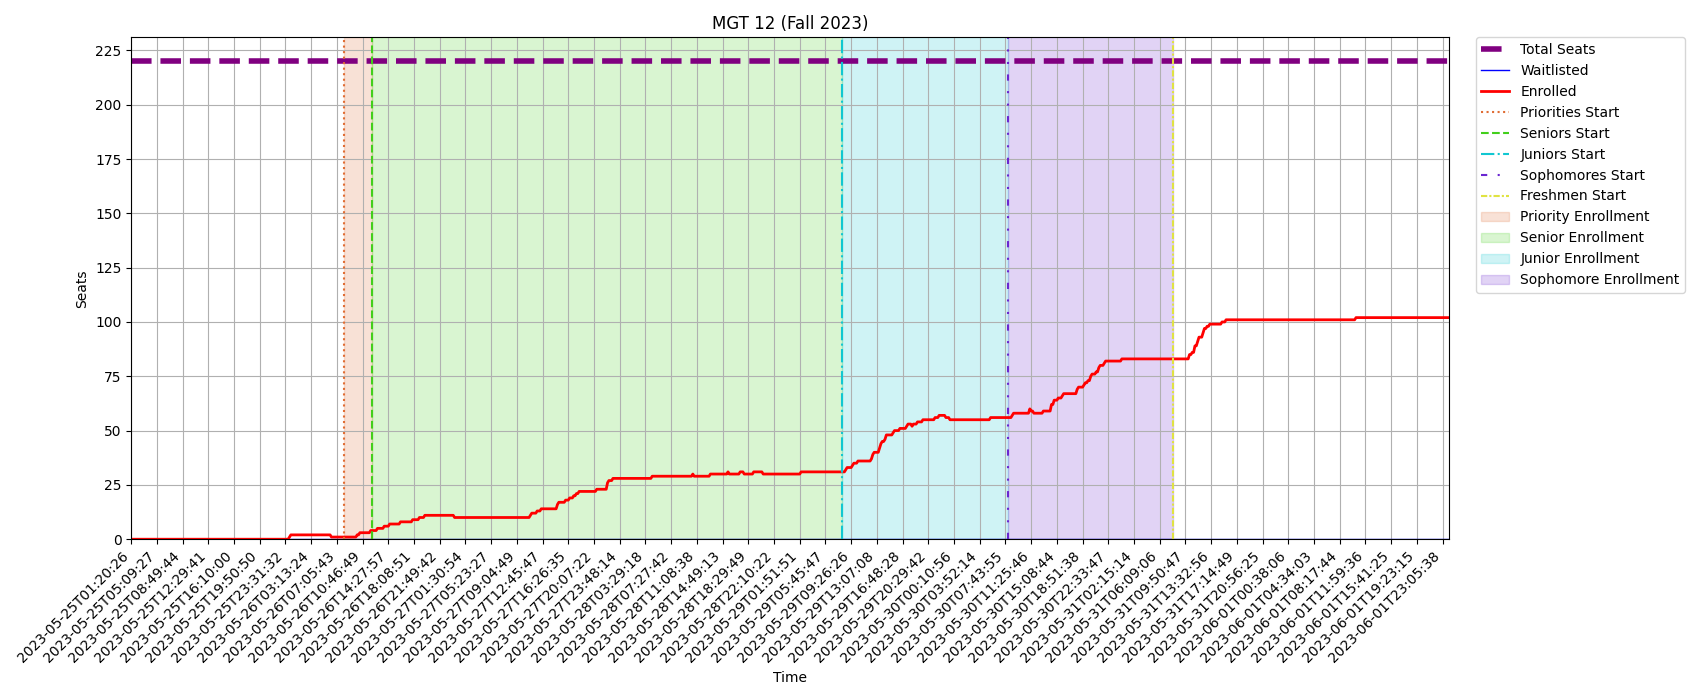 MGT 12 (Fall 2023)
225
200
175
150
125
100
75
50
25
0
Seats
2023-05-25T01:20:26
2023-05-25T05:09:27
2023-05-25T08:49:44
2023-05-25T12:29:41
2023-05-25T16:10:00
2023-05-25T19:50:50
2023-05-25T23:31:32
2023-05-26T03:13:24
2023-05-26T07:05:43
2023-05-26T10:46:49
2023-05-26T14:27:57
2023-05-26T18:08:51
2023-05-26T21:49:42
2023-05-27T01:30:54
2023-05-27T05:23:27
2023-05-27T09:04:49
2023-05-27T12:45:47
2023-05-27T16:26:35
2023-05-27T20:07:22
2023-05-27T23:48:14
2023-05-28T03:29:18
2023-05-28T07:27:42
2023-05-28T11:08:38
2023-05-28T14:49:13
2023-05-28T18:29:49
2023-05-28T22:10:22
2023-05-29T01:51:51
2023-05-29T05:45:47
2023-05-29T09:26:26
2023-05-29T13:07:08
2023-05-29T16:48:28
2023-05-29T20:29:42
2023-05-30T00:10:56
2023-05-30T03:52:14
2023-05-30T07:43:55
2023-05-30T11:25:46
2023-05-30T15:08:44
2023-05-30T18:51:38
2023-05-30T22:33:47
2023-05-31T02:15:14
2023-05-31T06:09:06
2023-05-31T09:50:47
2023-05-31T13:32:56
2023-05-31T17:14:49
2023-05-31T20:56:25
2023-06-01T00:38:06
2023-06-01T04:34:03
2023-06-01T08:17:44
2023-06-01T11:59:36
2023-06-01T15:41:25
2023-06-01T19:23:15
2023-06-01T23:05:38
Time
Total Seats
Waitlisted
Enrolled
Priorities Start
Seniors Start
Juniors Start
Sophomores Start
Freshmen Start
Priority Enrollment
Senior Enrollment
Junior Enrollment
Sophomore Enrollment